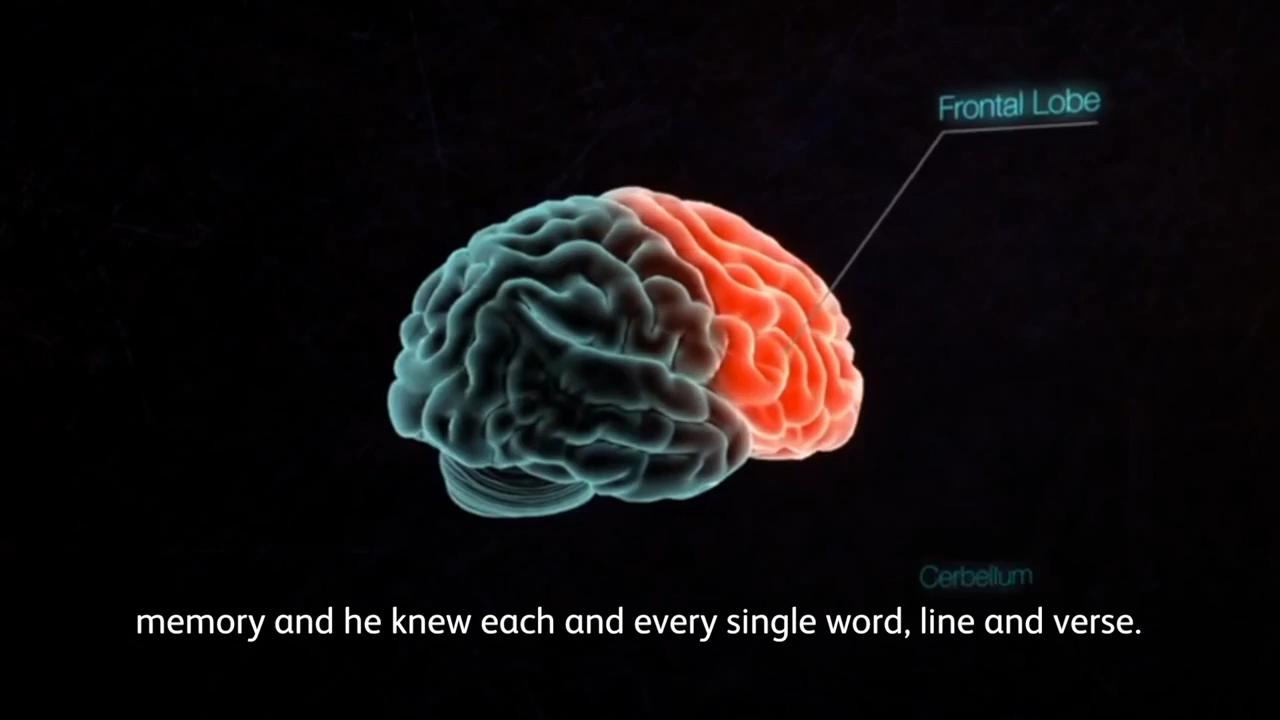 Frontal Lobe
Cerbellum
memory and he knew each and every single word, line and verse.